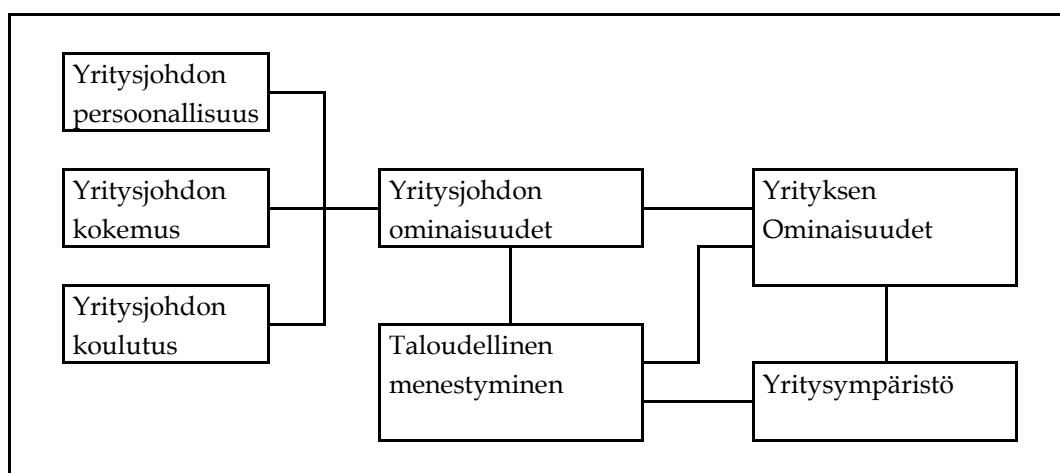 Yritysjohdon
persoonallisuus
Yritysjohdon
kokemus
Yritysjohdon
koulutus
Yritysjohdon
ominaisuudet
Taloudellinen
menestyminen
Yrityksen
Ominaisuudet
Yritysympäristö